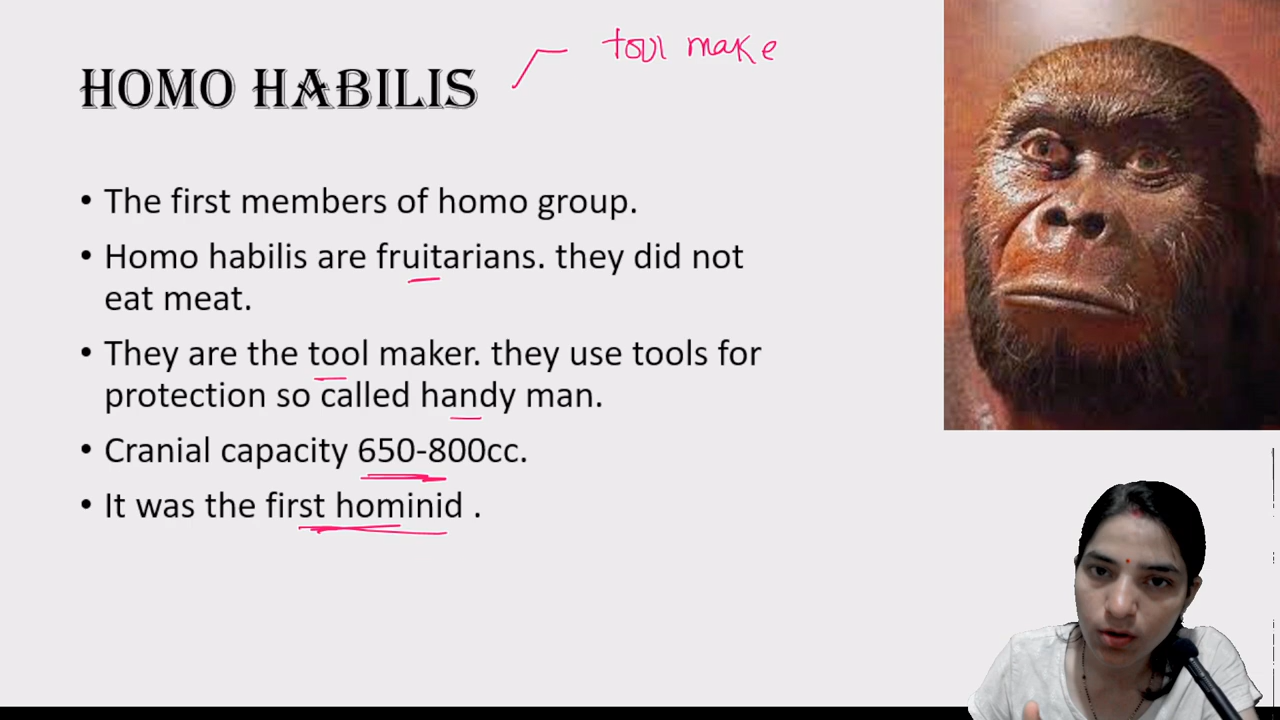 tool make
HOMO HABILIS
• The first members of homo group.
• Homo habilis are fruitarians. they did not
eat meat.
• They are the tool maker. they use tools for
protection so called handy man.
• Cranial capacity 650-800cc.
• It was the first hominid .